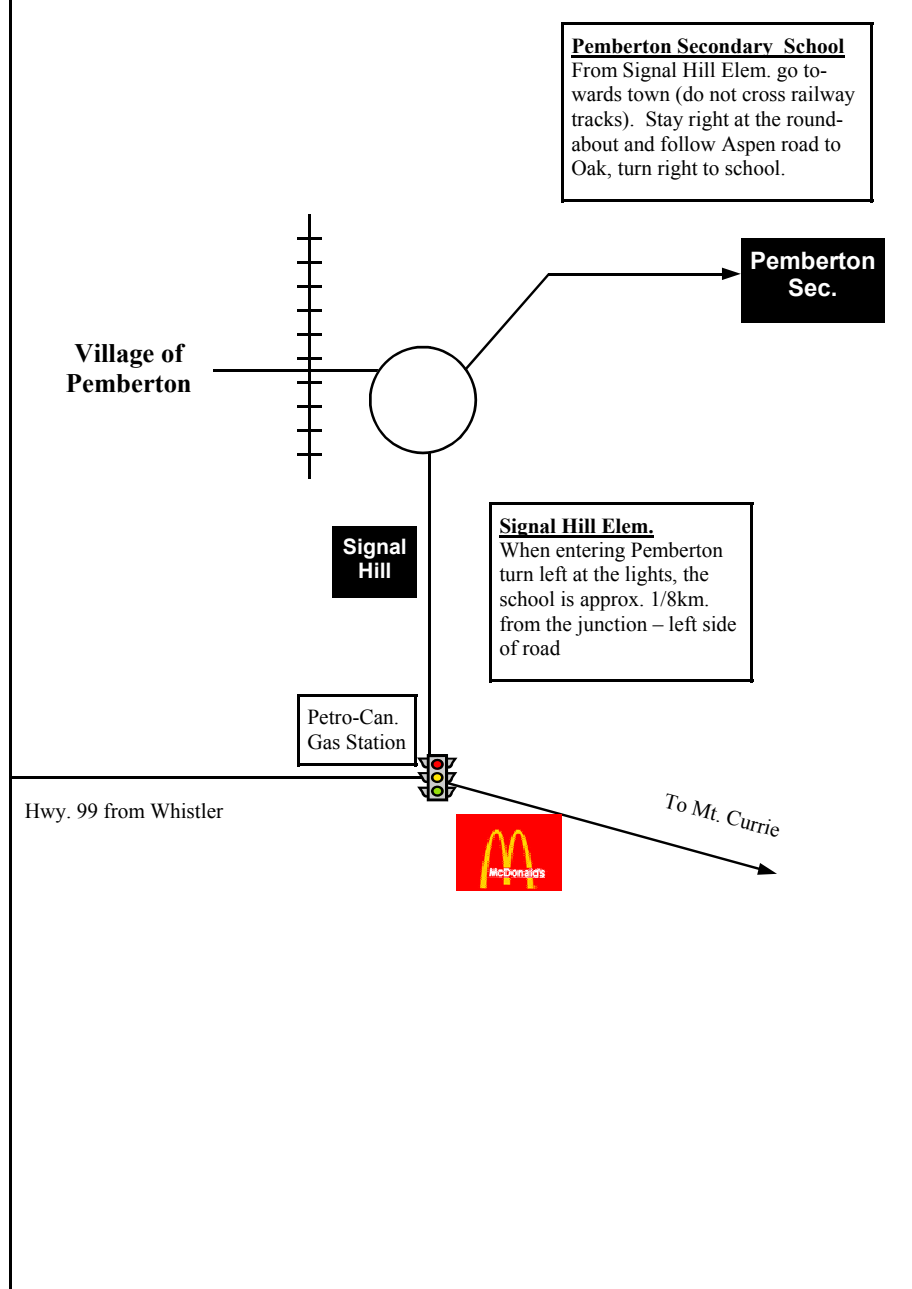 Pemberton Secondary School
From Signal Hill Elem. go to-
wards town (do not cross railway
tracks). Stay right at the round-
about and follow Aspen road to
Oak, turn right to school.
Pemberton
Sec.
Village of
Pemberton
Signal
Hill
Signal Hill Elem.
When entering Pemberton
turn left at the lights, the
school is approx. 1/8km.
from the junction – left side
of road
Petro-Can.
Gas Station
Hwy. 99 from Whistler
To Mt. Currie
McDonald's